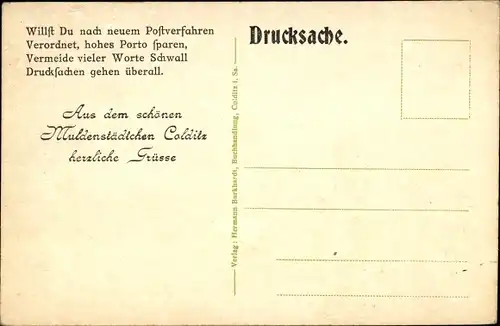 Willst Du nach neuem Postverfahren
Verordnet, hohes Porto sparen,
Vermeide vieler Worte Schwall
Drucksachen gehen überall.
Aus dem schönen
Muldenstädtchen Colditz
herzliche Grüsse
Verlag: Hermann Burkhardt, Buchhandlung, Colditz i. Sa.
Drucksache.